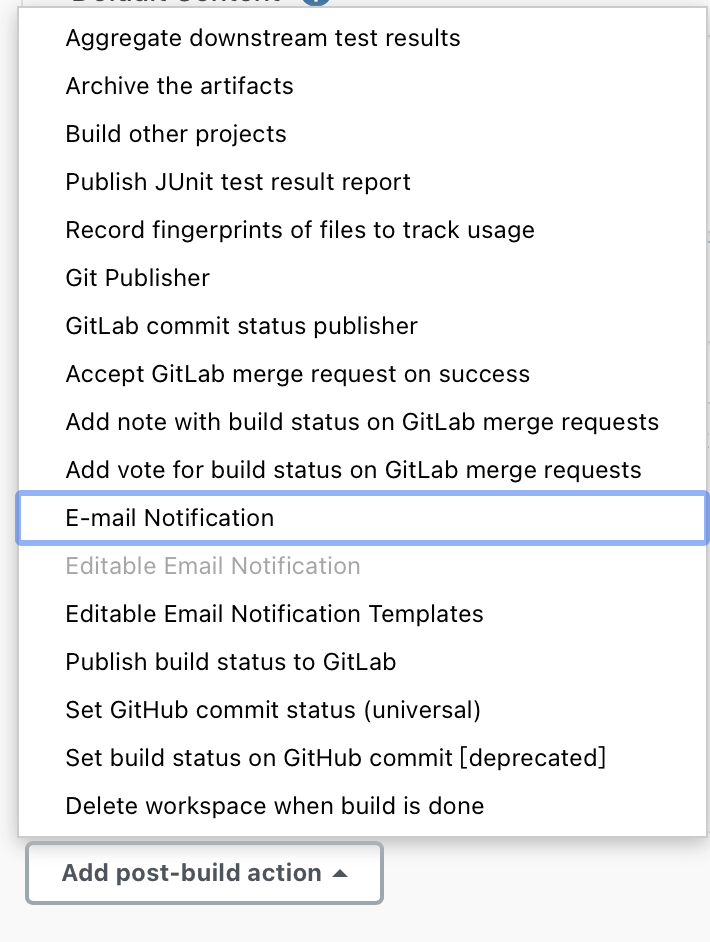 Default Content
Aggregate downstream test results
Archive the artifacts
Build other projects
Publish JUnit test result report
Record fingerprints of files to track usage
Git Publisher
GitLab commit status publisher
Accept GitLab merge request on success
Add note with build status on GitLab merge requests
Add vote for build status on GitLab merge requests
E-mail Notification
Editable Email Notification
Editable Email Notification Templates
Publish build status to GitLab
Set GitHub commit status (universal)
Set build status on GitHub commit [deprecated]
Delete workspace when build is done
Add post-build action